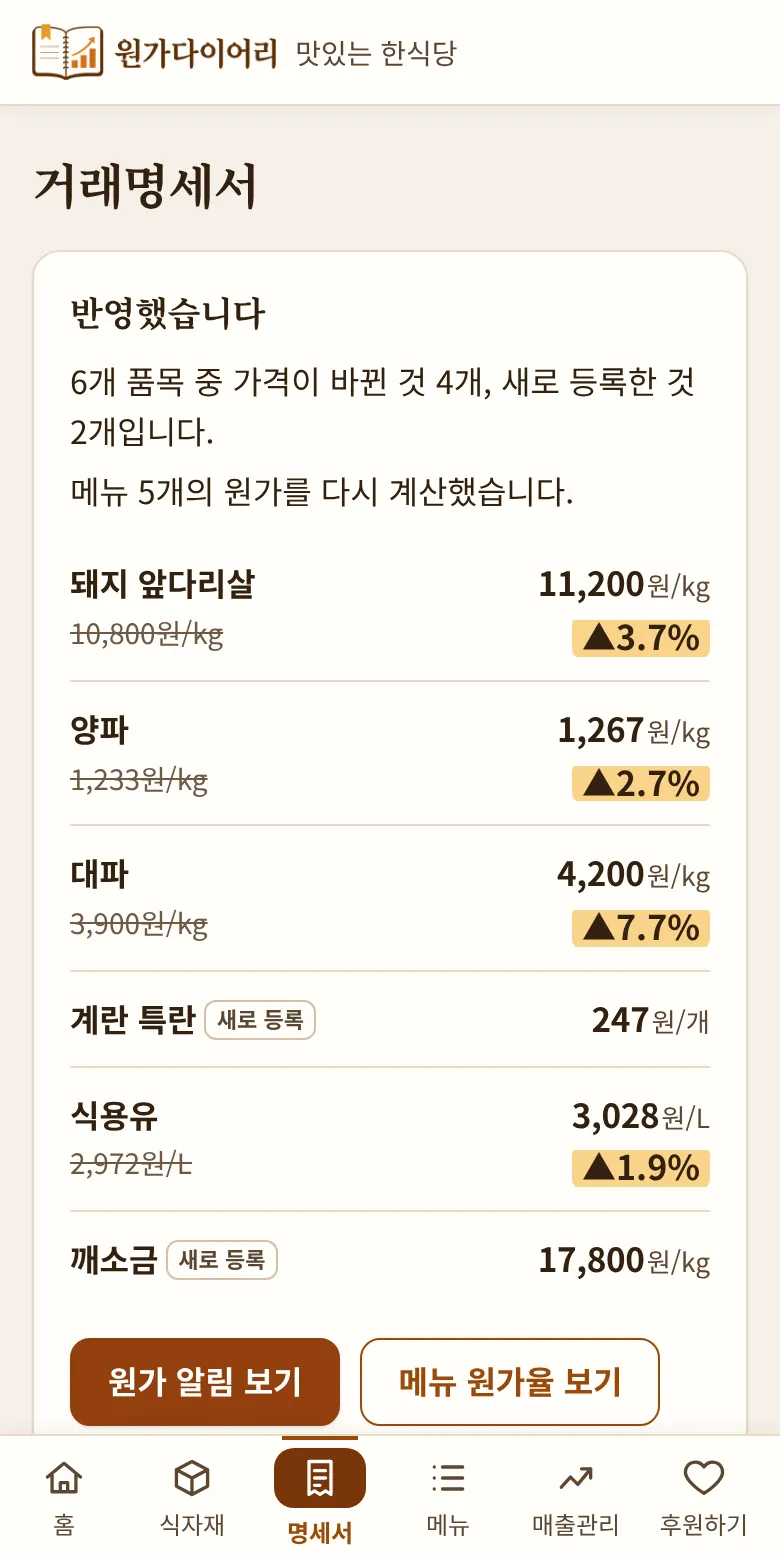 원가다이어리 맛있는 한식당
거래명세서
반영했습니다
6개 품목 중 가격이 바뀐 것 4개, 새로 등록한 것
2개입니다.
메뉴 5개의 원가를 다시 계산했습니다.
돼지 앞다리살 11,200원/kg
10,800원/kg ▲3.7%
양파 1,267원/kg
1,233원/kg ▲2.7%
대파 4,200원/kg
3,900원/kg ▲7.7%
계란 특란 새로 등록 247원/개
식용유 3,028원/L
2,972원/L ▲1.9%
깨소금 새로 등록 17,800원/kg
원가 알림 보기 메뉴 원가율 보기
홈 식자재 명세서 메뉴 매출관리 후원하기